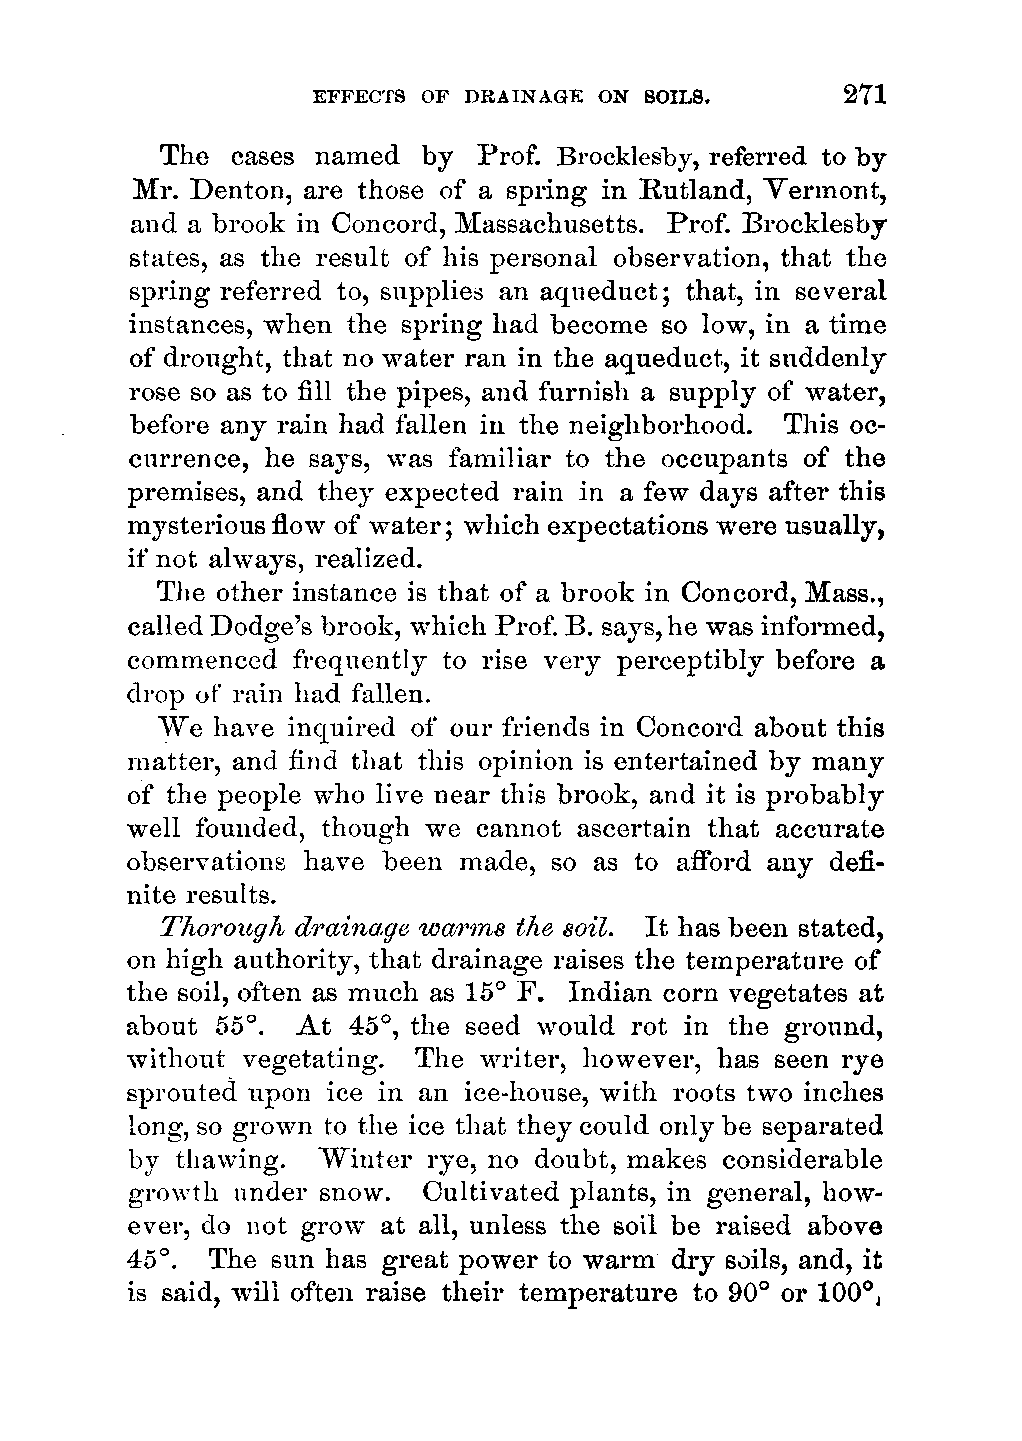 EFFECTS OF DRAINAGE ON SOILS. 271
The cases named by Prof. Brocklesby, referred to by
Mr. Denton, are those of a spring in Rutland, Vermont,
and a brook in Concord, Massachusetts. Prof. Brocklesby
states, as the result of his personal observation, that the
spring referred to, supplies an aqueduct; that, in several
instances, when the spring had become so low, in a time
of drought, that no water ran in the aqueduct, it suddenly
rose so as to fill the pipes, and furnish a supply of water,
before any rain had fallen in the neighborhood. This oc-
currence, he says, was familiar to the occupants of the
premises, and they expected rain in a few days after this
mysterious flow of water; which expectations were usually,
if not always, realized.
The other instance is that of a brook in Concord, Mass.,
called Dodge's brook, which Prof. B. says, he was informed,
commenced frequently to rise very perceptibly before a
drop of rain had fallen.
We have inquired of our friends in Concord about this
matter, and find that this opinion is entertained by many
of the people who live near this brook, and it is probably
well founded, though we cannot ascertain that accurate
observations have been made, so as to afford any defi-
nite results.
Thorough drainage warms the soil. It has been stated,
on high authority, that drainage raises the temperature of
the soil, often as much as 15° F. Indian corn vegetates at
about 55°. At 45°, the seed would rot in the ground,
without vegetating. The writer, however, has seen rye
sprouted upon ice in an ice-house, with roots two inches
long, so grown to the ice that they could only be separated
by thawing. Winter rye, no doubt, makes considerable
growth under snow. Cultivated plants, in general, how-
ever, do not grow at all, unless the soil be raised above
45°. The sun has great power to warm dry soils, and, it
is said, will often raise their temperature to 90° or 100°,